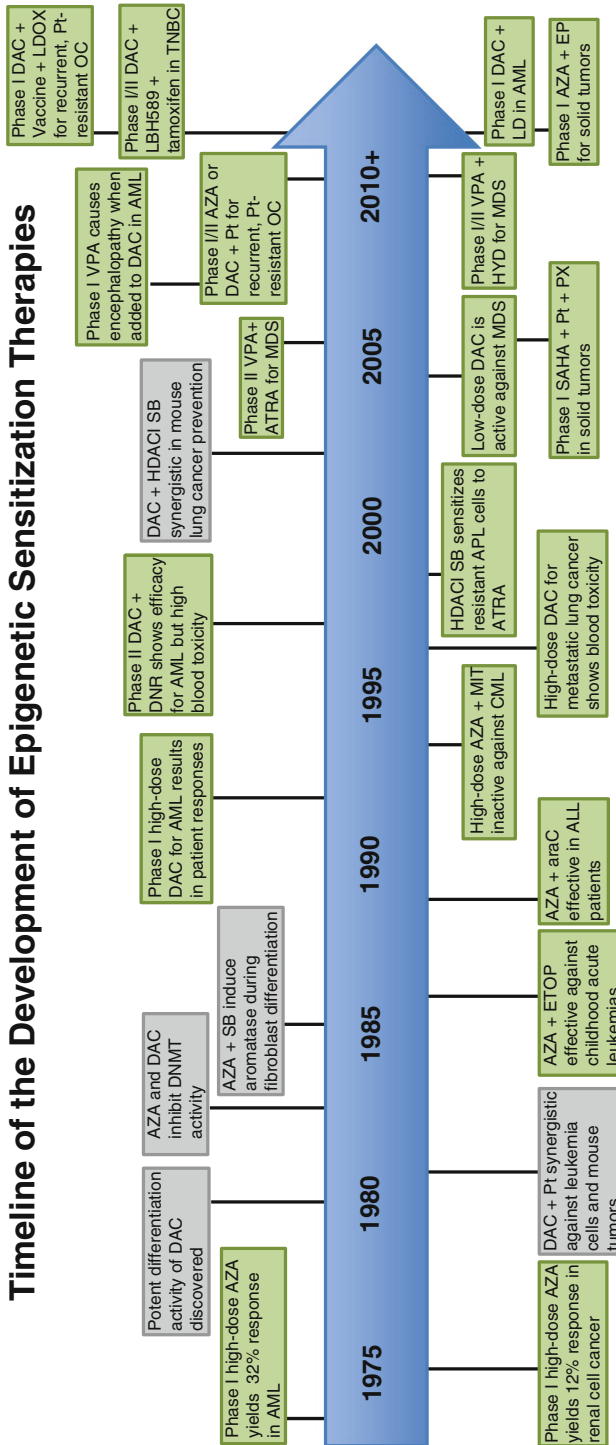 Timeline of the Development of Epigenetic Sensitization Therapies
Phase I high-dose AZA
yields 32% response
in AML
Potent differentiation
activity of DAC
discovered
AZA and DAC
inhibit DNMT
activity
AZA + SB induce
aromatase during
fibroblast differentiation
Phase I high-dose
DAC for AML results
in patient responses
Phase II DAC +
DNR shows efficacy
for AML but high
blood toxicity
DAC + HDACI SB
synergistic in mouse
lung cancer prevention
Phase II VPA+
ATRA for MDS
Phase I VPA causes
encephalopathy when
added to DAC in AML
Phase I/II AZA or
DAC + Pt for
recurrent, Pt-
resistant OC
Phase I DAC +
Vaccine + LDOX
for recurrent, Pt-
resistant OC
Phase I/II DAC +
LBH589 +
tamoxifen in TNBC
1975
1980
1985
1990
1995
2000
2005
2010+
Phase I high-dose AZA
yields 12% response in
renal cell cancer
DAC + Pt synergistic
against leukemia
cells and mouse
tumors
AZA + ETOP
effective against
childhood acute
leukemias
AZA + araC
effective in ALL
patients
High-dose AZA + MIT
inactive against CML
High-dose DAC for
metastatic lung cancer
shows blood toxicity
HDACI SB sensitizes
resistant APL cells to
ATRA
Low-dose DAC is
active against MDS
Phase I SAHA + Pt + PX
in solid tumors
Phase I/II VPA +
HYD for MDS
Phase I DAC +
LD in AML
Phase I AZA + EP
for solid tumors